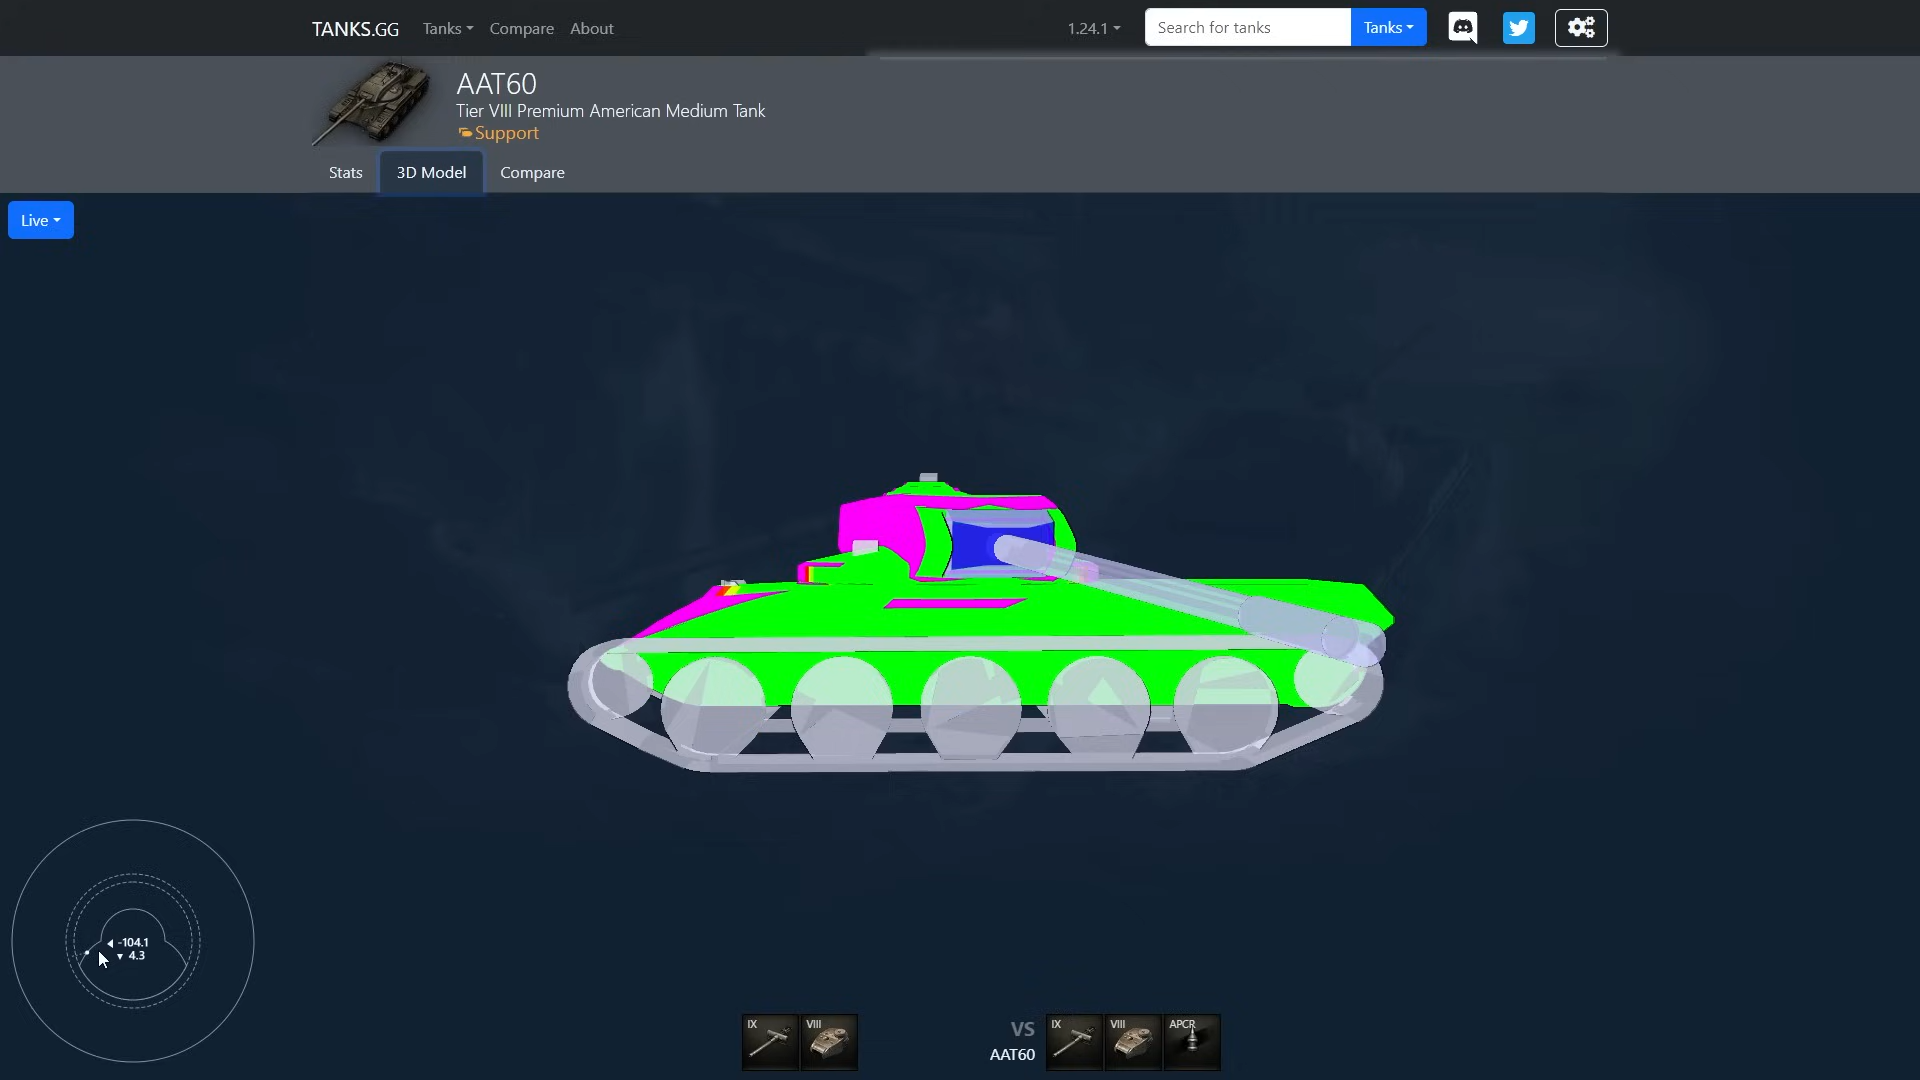 TANKS.GG
Tanks
Compare
About
1.24.1
Search for tanks
Tanks
AAT60
Tier VIII Premium American Medium Tank
Support
Stats
3D Model
Compare
Live
-104.1
4.3
IX
VIII
VS
AAT60
IX
VIII
APCR